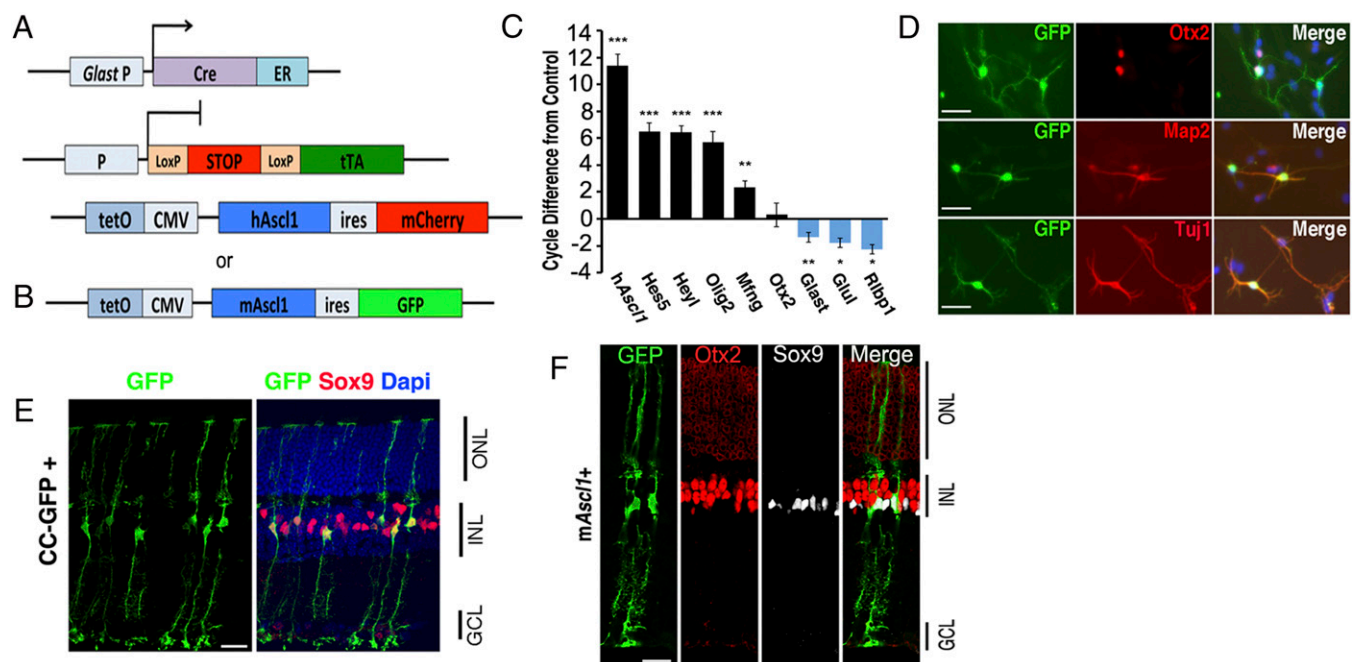 A
Glast P Cre ER
P LoxP STOP LoxP tTA
tetO CMV hAscl1 ires mCherry
or
B
tetO CMV mAscl1 ires GFP
C
Cycle Difference from Control
14
12
10
8
6
4
2
0
-2
-4
***
***
***
***
**
**
*
*
hAscl1
Hes5
Heyl
Olig2
Mfng
Otx2
Glast
Glul
Rlbp1
D
GFP Otx2 Merge
GFP Map2 Merge
GFP Tuj1 Merge
E
GFP GFP Sox9 Dapi
CC-GFP +
ONL
INL
GCL
F
GFP Otx2 Sox9 Merge
mAscl1+
ONL
INL
GCL